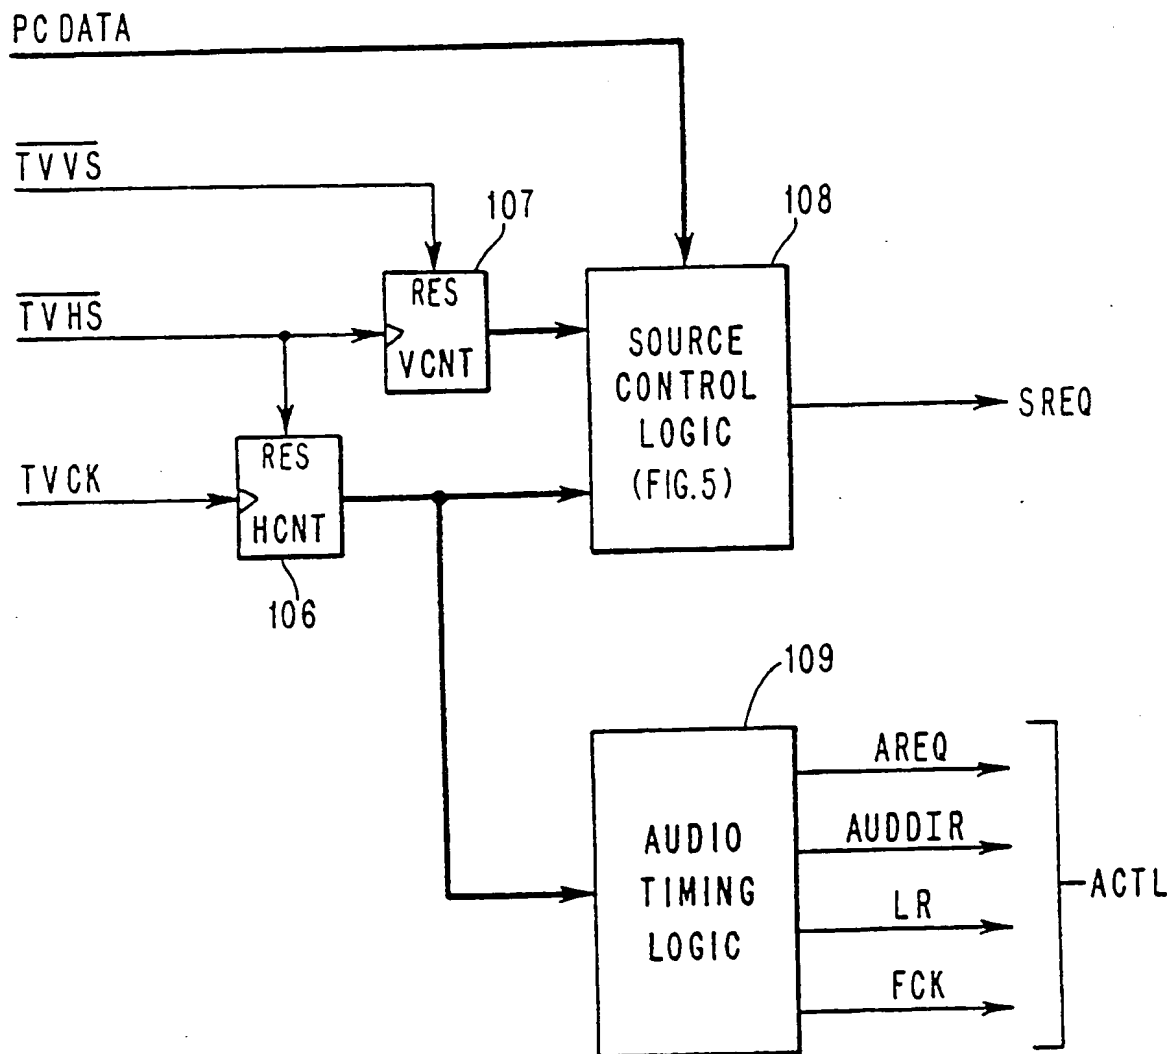 PC DATA
TVVS
107
108
TVHS
RES
VCNT
SOURCE
CONTROL
LOGIC
(FIG.5)
SREQ
TVCK
RES
HCNT
106
109
AUDIO
TIMING
LOGIC
AREQ
AUDDIR
LR
FCK
ACTL